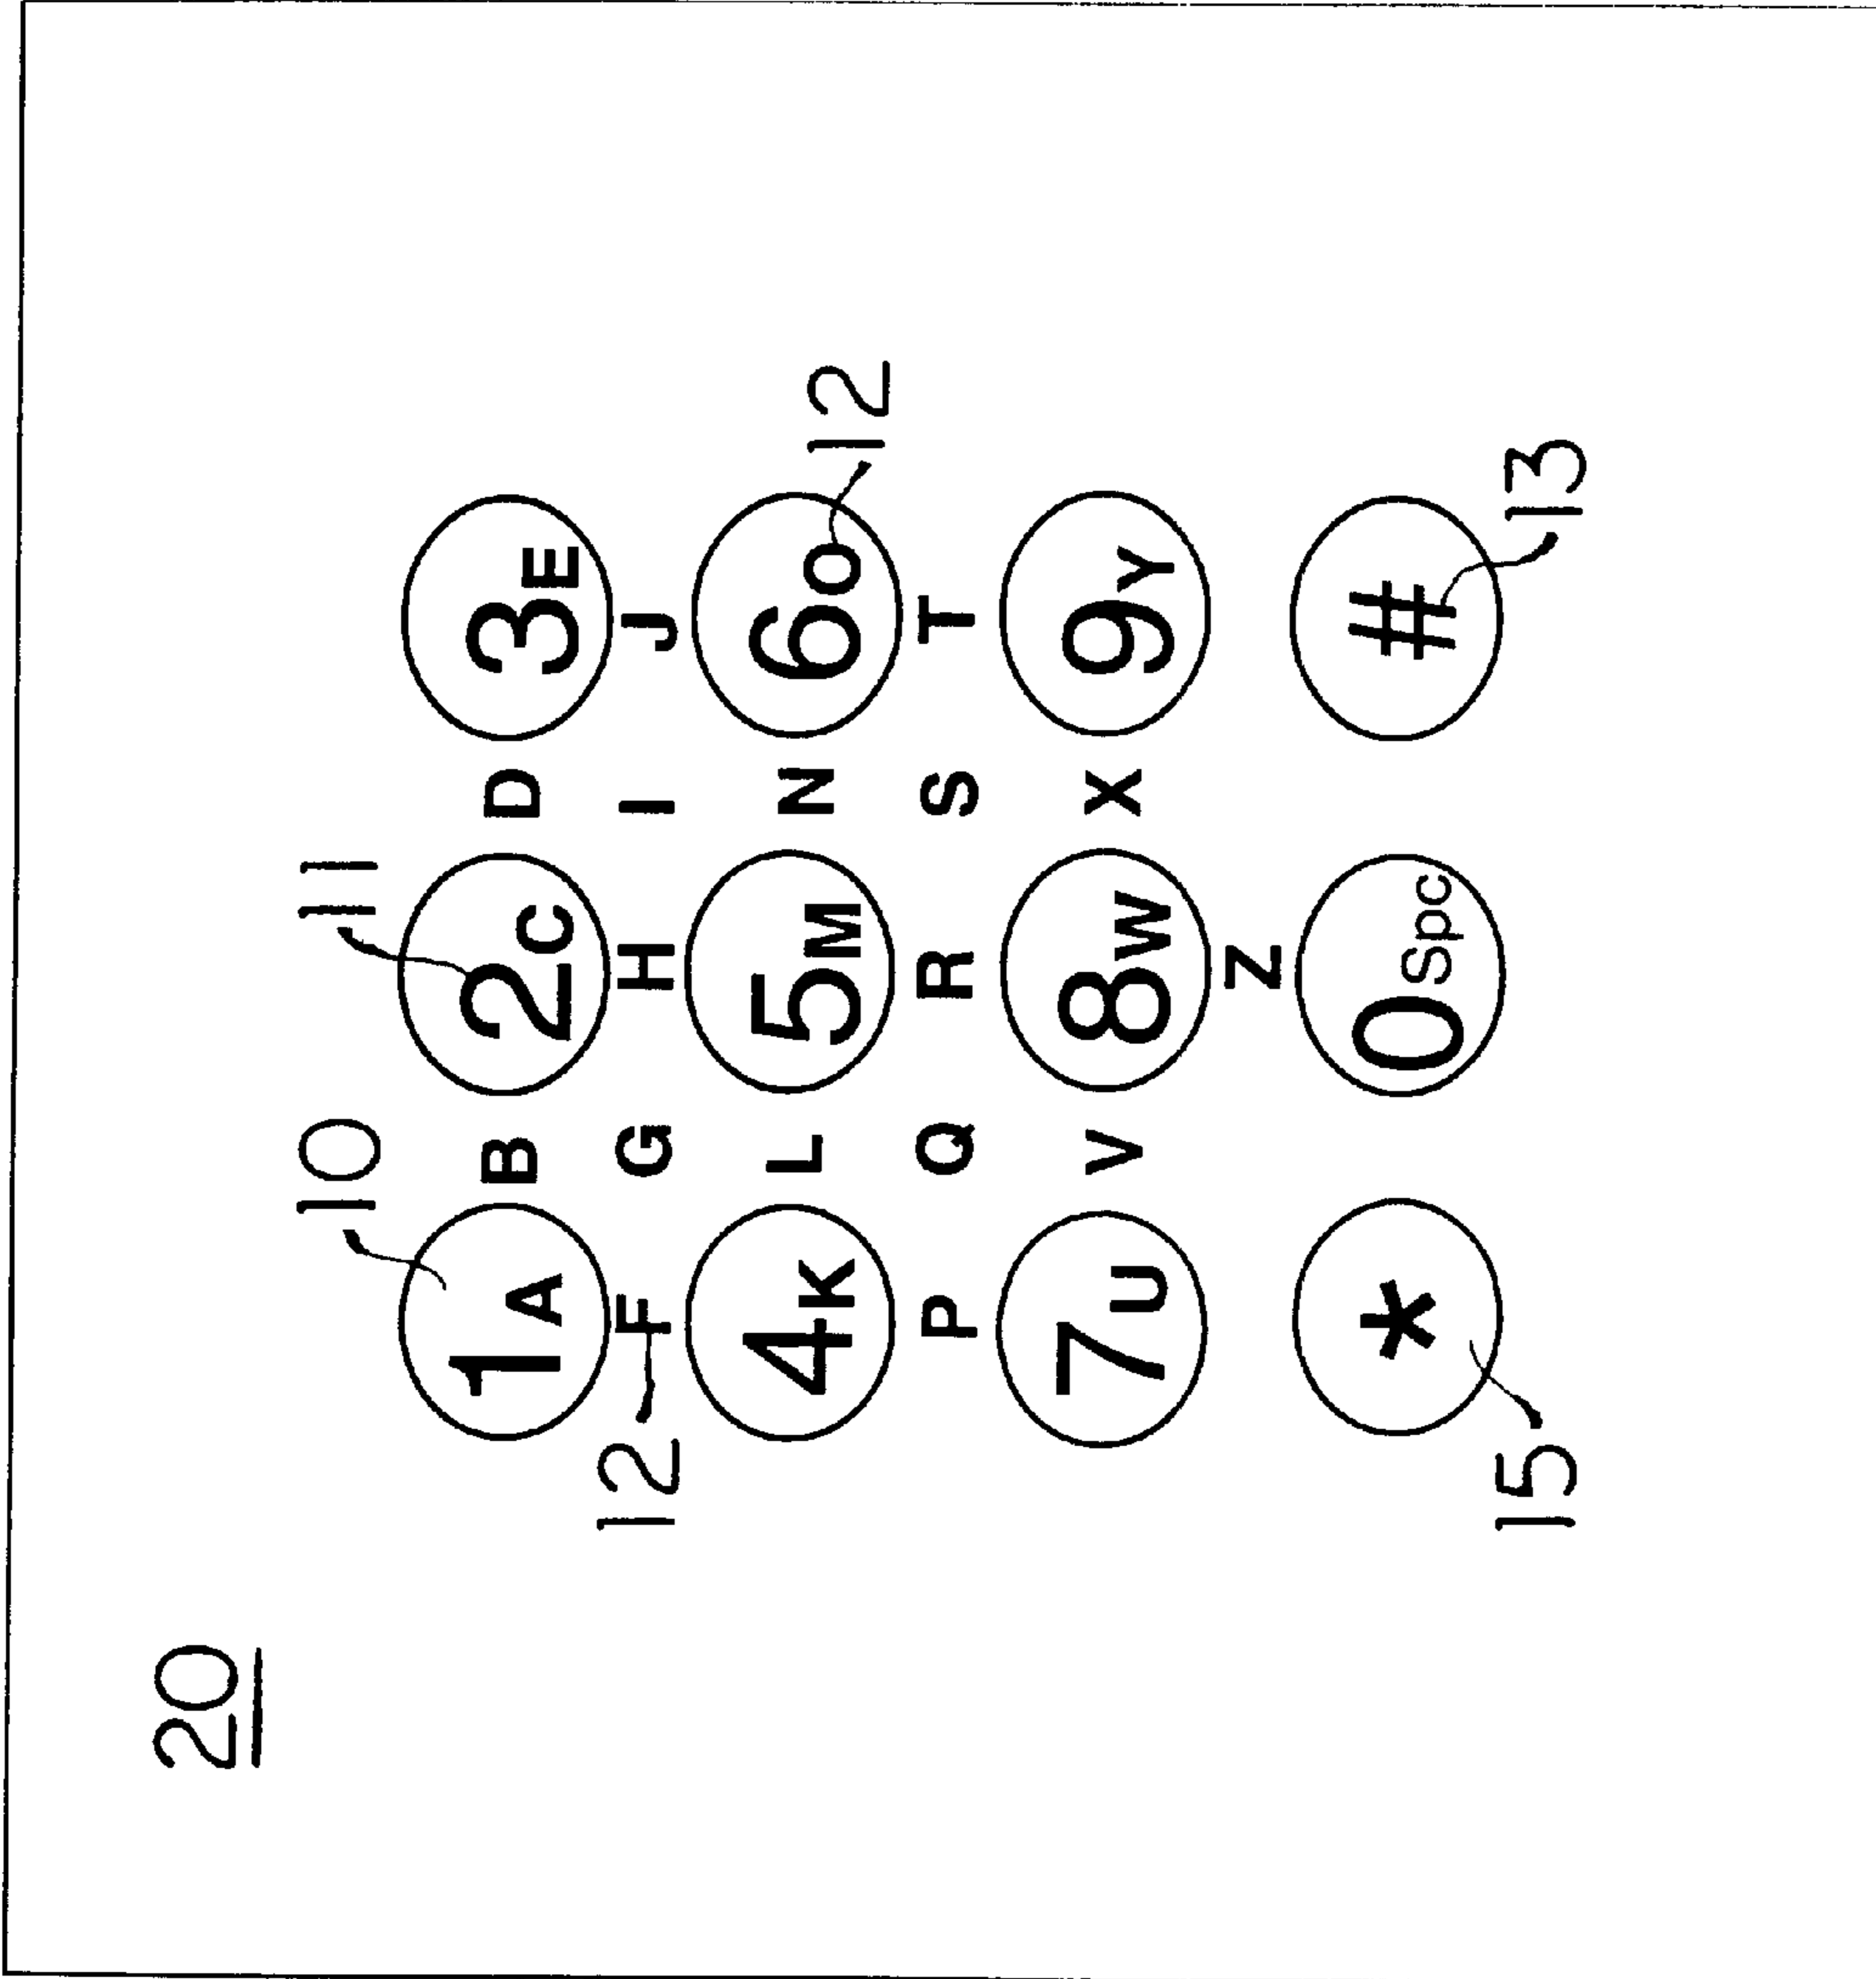 20
10 11
1A B 2C D 3E
12 F G H I J
4K L 5M N 6O 12
P Q R S T
7U V 8W X 9Y
Z
* 0Spc #
15 13